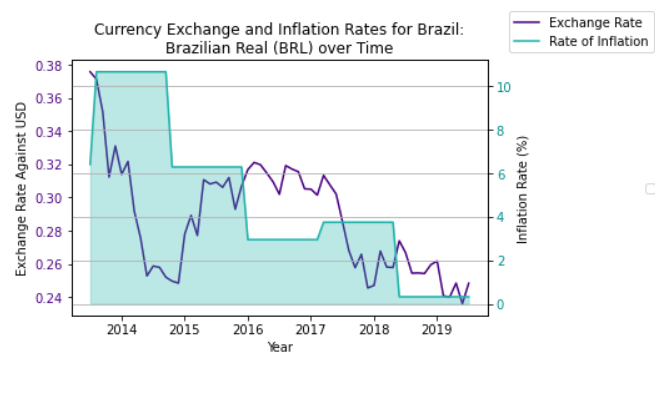 Currency Exchange and Inflation Rates for Brazil:
Brazilian Real (BRL) over Time
Exchange Rate
Rate of Inflation
Exchange Rate Against USD
0.38
0.36
0.34
0.32
0.30
0.28
0.26
0.24
10
8
6
4
2
0
Inflation Rate (%)
2014 2015 2016 2017 2018 2019
Year